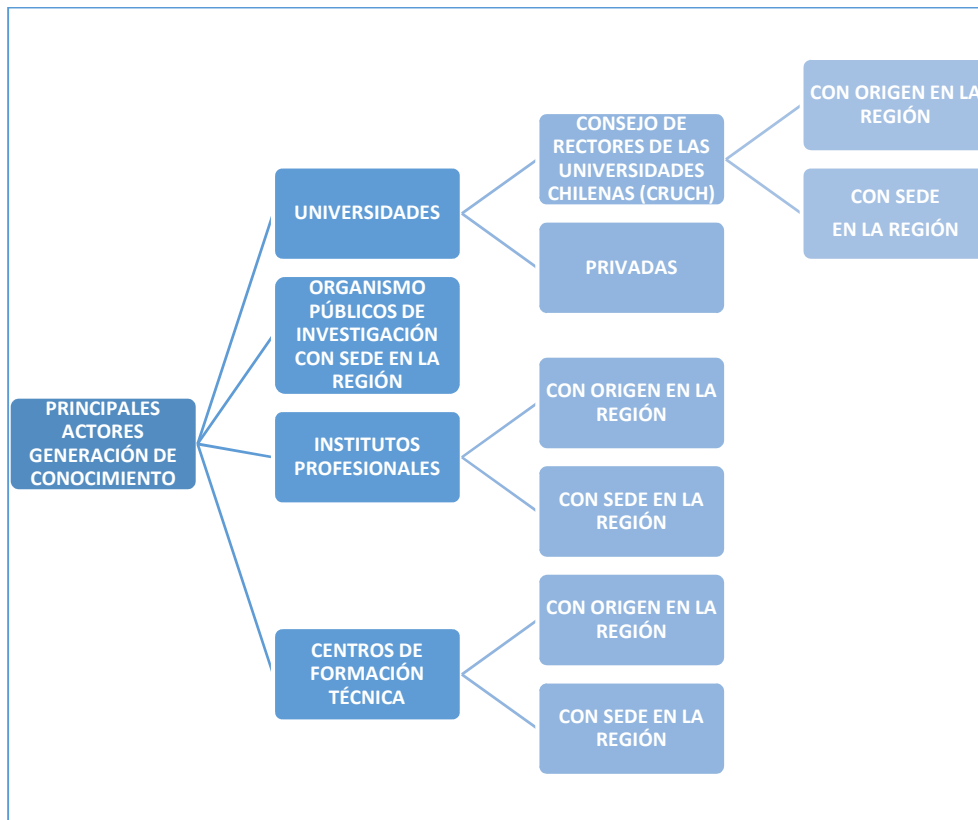 PRINCIPALES
ACTORES
GENERACIÓN DE
CONOCIMIENTO
UNIVERSIDADES
CONSEJO DE
RECTORES DE LAS
UNIVERSIDADES
CHILENAS (CRUCH)
CON ORIGEN EN LA
REGIÓN
CON SEDE
EN LA REGIÓN
PRIVADAS
ORGANISMO
PÚBLICOS DE
INVESTIGACIÓN
CON SEDE EN LA
REGIÓN
INSTITUTOS
PROFESIONALES
CON ORIGEN EN LA
REGIÓN
CON SEDE EN LA
REGIÓN
CENTROS DE
FORMACIÓN
TÉCNICA
CON ORIGEN EN LA
REGIÓN
CON SEDE EN LA
REGIÓN